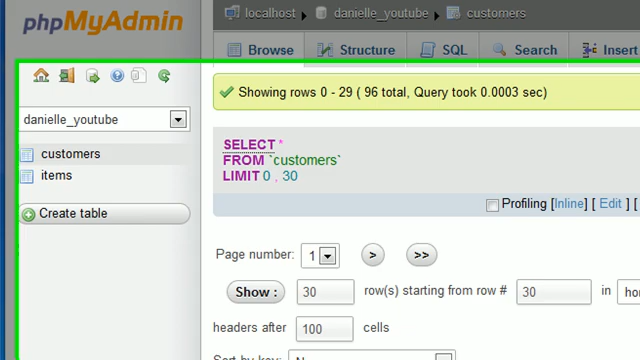 phpMyAdmin
localhost danielle_youtube customers
Browse Structure SQL Search Insert
danielle_youtube
customers
items
Create table
Showing rows 0 - 29 ( 96 total, Query took 0.0003 sec)
SELECT *
FROM `customers`
LIMIT 0 , 30
Profiling [Inline] [ Edit ] [
Page number: 1 > >>
Show : 30 row(s) starting from row # 30 in
headers after 100 cells
Sort by key: